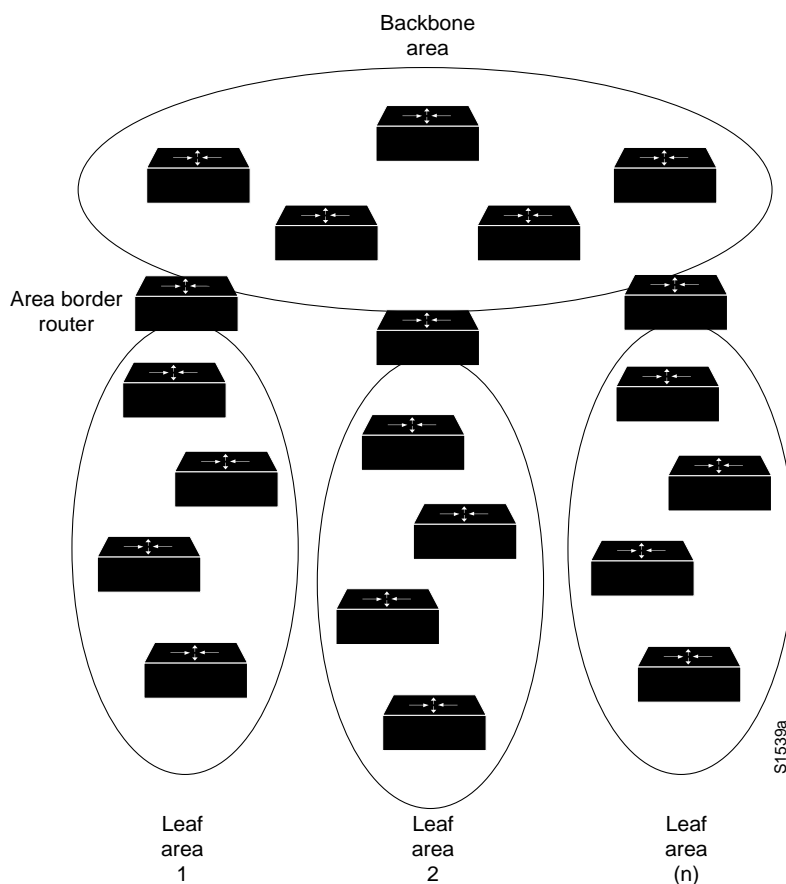 Backbone
area
Area border
router
S1539a
Leaf
area
1
Leaf
area
2
Leaf
area
(n)